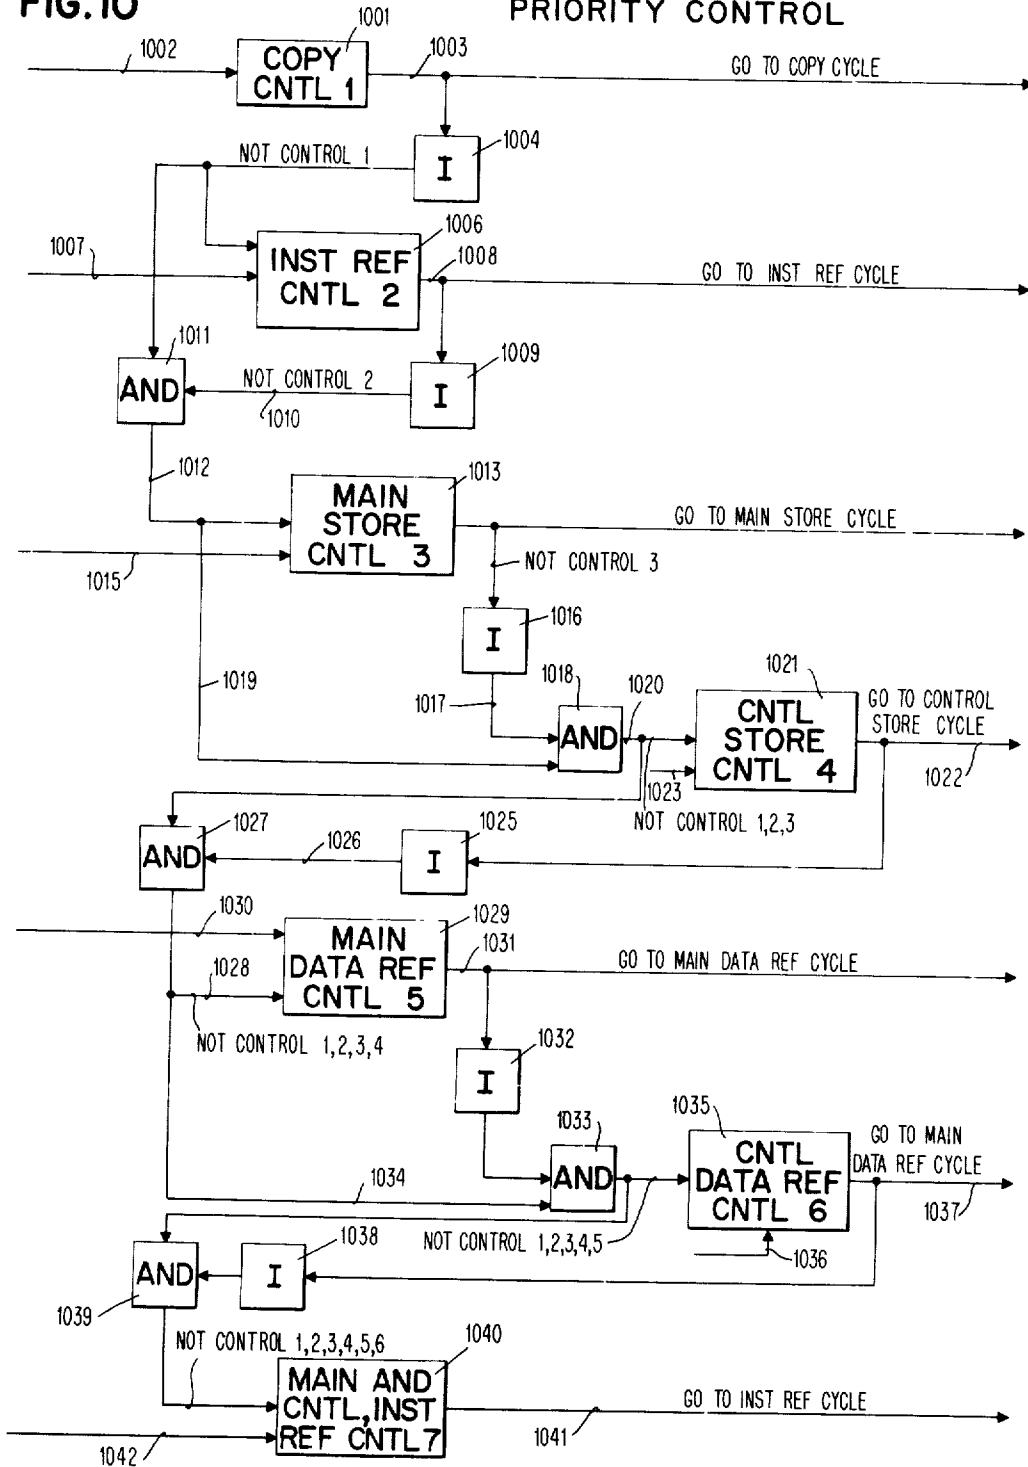 FIG.10
PRIORITY CONTROL
1001
1002
COPY
CNTL 1
1003
GO TO COPY CYCLE
NOT CONTROL 1
I
1004
1006
1007
INST REF
CNTL 2
1008
GO TO INST REF CYCLE
1011
AND
NOT CONTROL 2
1010
I
1009
1012
1013
MAIN
STORE
CNTL 3
GO TO MAIN STORE CYCLE
1015
NOT CONTROL 3
I
1016
1019
1017
1018
AND
1020
1021
CNTL
STORE
CNTL 4
GO TO CONTROL
STORE CYCLE
1022
1023
NOT CONTROL 1,2,3
1027
AND
1026
I
1025
1030
1029
MAIN
DATA REF
CNTL 5
1031
GO TO MAIN DATA REF CYCLE
1028
NOT CONTROL 1,2,3,4
1032
I
1033
AND
1034
1035
CNTL
DATA REF
CNTL 6
GO TO MAIN
DATA REF CYCLE
1037
NOT CONTROL 1,2,3,4,5
1036
AND
1039
I
1038
NOT CONTROL 1,2,3,4,5,6
1040
MAIN AND
CNTL, INST
REF CNTL7
GO TO INST REF CYCLE
1041
1042